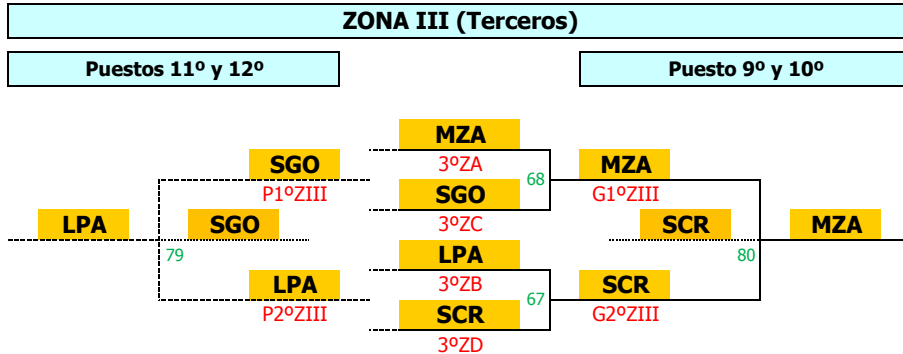 ZONA III (Terceros)
Puestos 11º y 12º
Puesto 9º y 10º
MZA
3ºZA
SGO
P1ºZIII
68
MZA
G1ºZIII
SGO
3ºZC
LPA
SGO
SCR
MZA
79
80
LPA
3ºZB
LPA
P2ºZIII
67
SCR
G2ºZIII
SCR
3ºZD